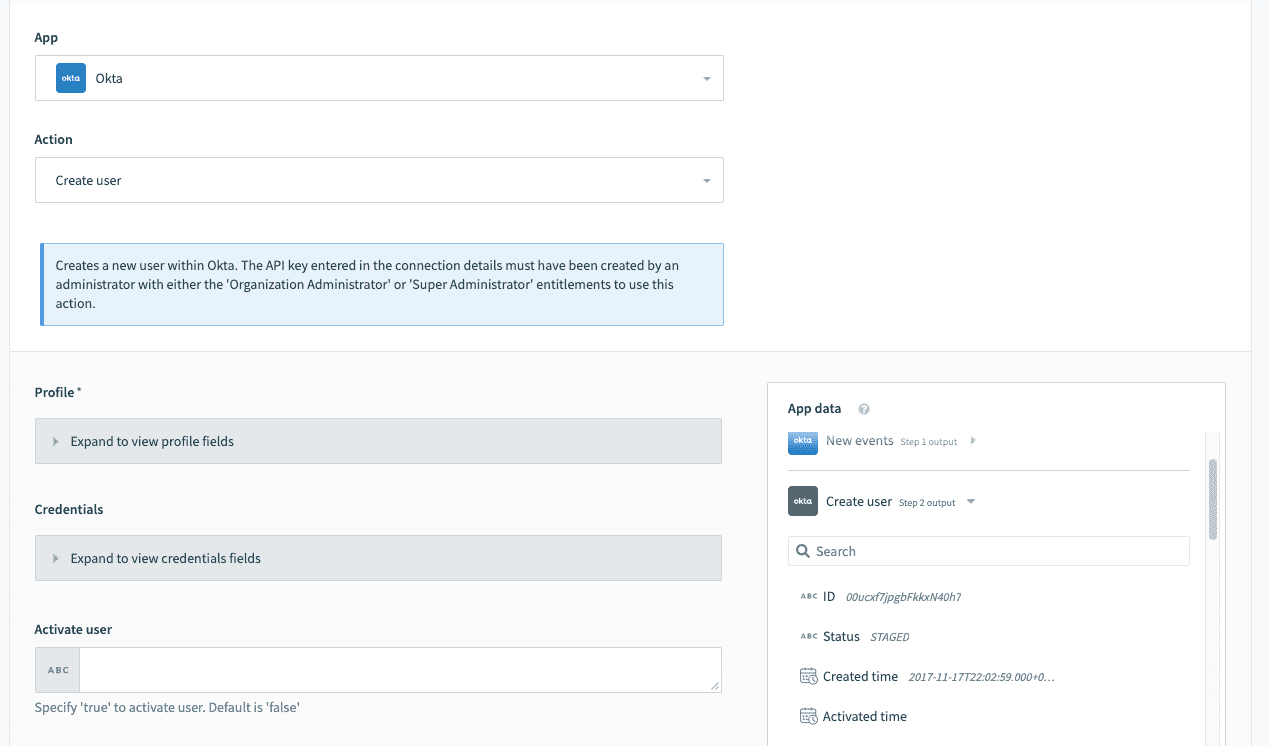 App
okta Okta
Action
Create user
Creates a new user within Okta. The API key entered in the connection details must have been created by an
administrator with either the 'Organization Administrator' or 'Super Administrator' entitlements to use this
action.
Profile *
Expand to view profile fields
Credentials
Expand to view credentials fields
Activate user
ABC
Specify 'true' to activate user. Default is 'false'
App data ?
okta New events Step 1 output
okta Create user Step 2 output
Search
ABC ID 00ucxf7jpgbFkkxN40h7
ABC Status STAGED
Created time 2017-11-17T22:02:59.000+0...
Activated time